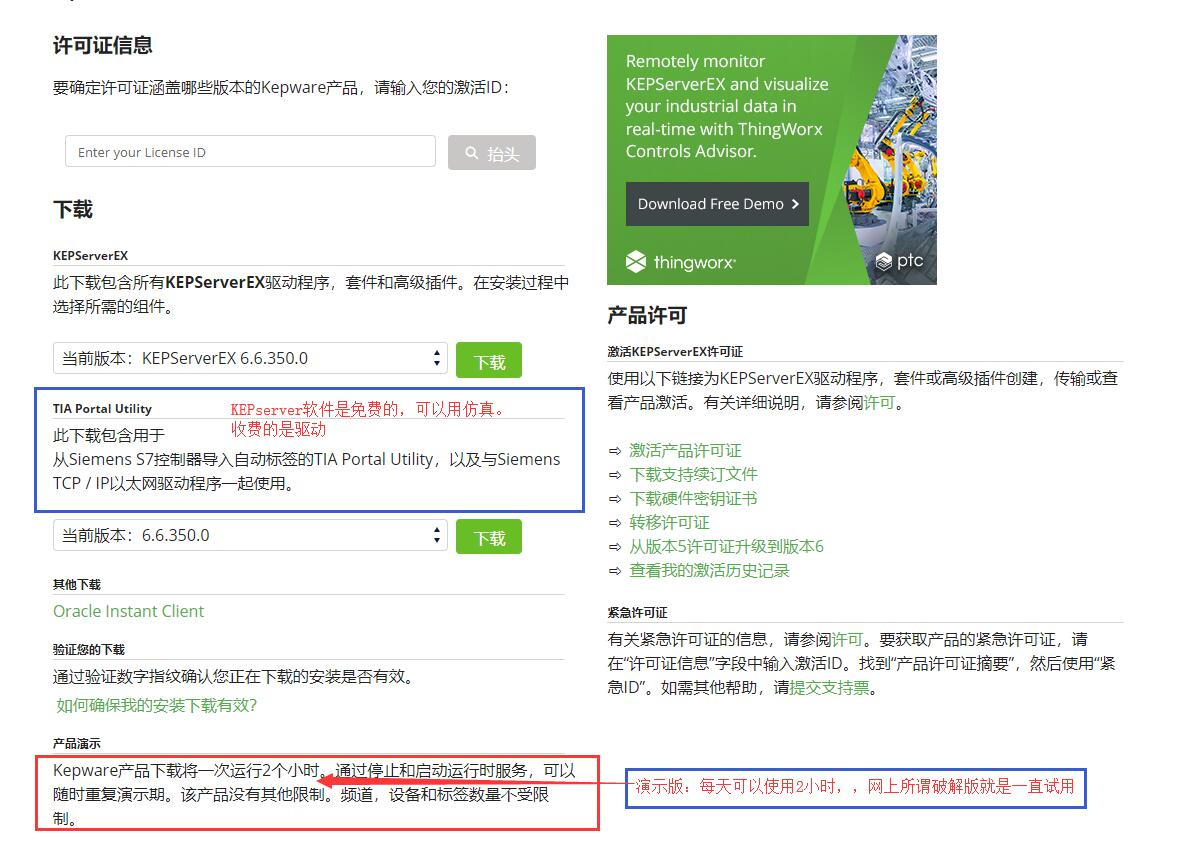 许可证信息
要确定许可证涵盖哪些版本的Kepware产品，请输入您的激活ID：
Enter your License ID
抬头
下载
KEPServerEX
此下载包含所有KEPServerEX驱动程序，套件和高级插件。在安装过程中
选择所需的组件。
当前版本：KEPServerEX 6.6.350.0
下载
TIA Portal Utility
KEPserver软件是免费的，可以用仿真。
收费的是驱动
此下载包含用于
从Siemens S7控制器导入自动标签的TIA Portal Utility，以及与Siemens
TCP / IP以太网驱动程序一起使用。
当前版本：6.6.350.0
下载
其他下载
Oracle Instant Client
验证您的下载
通过验证数字指纹确认您正在下载的安装是否有效。
如何确保我的安装下载有效?
产品演示
Kepware产品下载将一次运行2个小时。通过停止和启动运行时服务，可以
随时重复演示期。该产品没有其他限制。频道，设备和标签数量不受限
制。
演示版：每天可以使用2小时，，网上所谓破解版就是一直试用
Remotely monitor
KEPServerEX and visualize
your industrial data in
real-time with ThingWorx
Controls Advisor.
Download Free Demo
thingworx
ptc
产品许可
激活KEPServerEX许可证
使用以下链接为KEPServerEX驱动程序，套件或高级插件创建，传输或查
看产品激活。有关详细说明，请参阅许可。
⇨ 激活产品许可证
⇨ 下载支持续订文件
⇨ 下载硬件密钥证书
⇨ 转移许可证
⇨ 从版本5许可证升级到版本6
⇨ 查看我的激活历史记录
紧急许可证
有关紧急许可证的信息，请参阅许可。要获取产品的紧急许可证，请
在“许可证信息”字段中输入激活ID。找到“产品许可证摘要”，然后使用“紧
急ID”。如需其他帮助，请提交支持票。